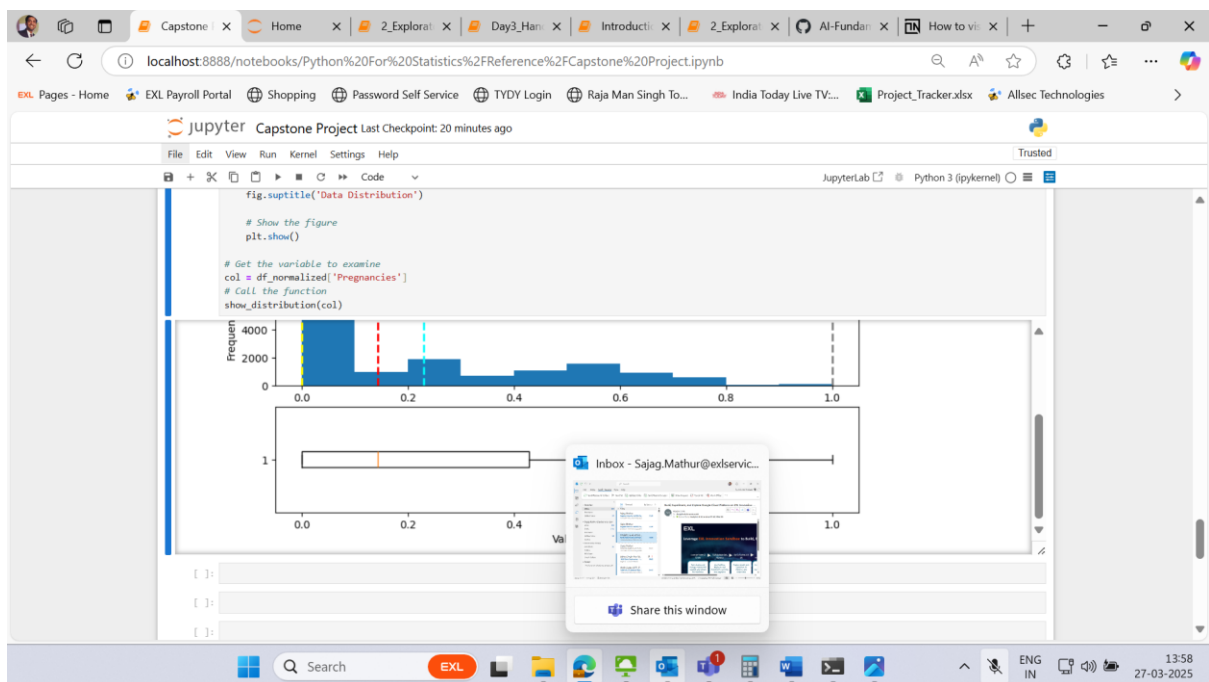 Capstone
Home
2_Explorat
Day3_Han
Introductic
2_Explorat
AI-Fundan
How to vis
localhost:8888/notebooks/Python%20For%20Statistics%2FReference%2FCapstone%20Project.ipynb
EXL Pages - Home
EXL Payroll Portal
Shopping
Password Self Service
TYDY Login
Raja Man Singh To...
India Today Live TV:...
Project_Tracker.xlsx
Allsec Technologies
jupyter Capstone Project Last Checkpoint: 20 minutes ago
File Edit View Run Kernel Settings Help
Trusted
Code
JupyterLab
Python 3 (ipykernel)
fig.suptitle('Data Distribution')
# Show the figure
plt.show()
# Get the variable to examine
col = df_normalized['Pregnancies']
# Call the function
show_distribution(col)
Frequen
4000
2000
0
0.0 0.2 0.4 0.6 0.8 1.0
1
0.0 0.2 0.4 1.0
Val
Inbox - Sajag.Mathur@exlservic...
EXL
Share this window
[ ]:
[ ]:
[ ]:
Search
EXL
1
ENG
IN
13:58
27-03-2025